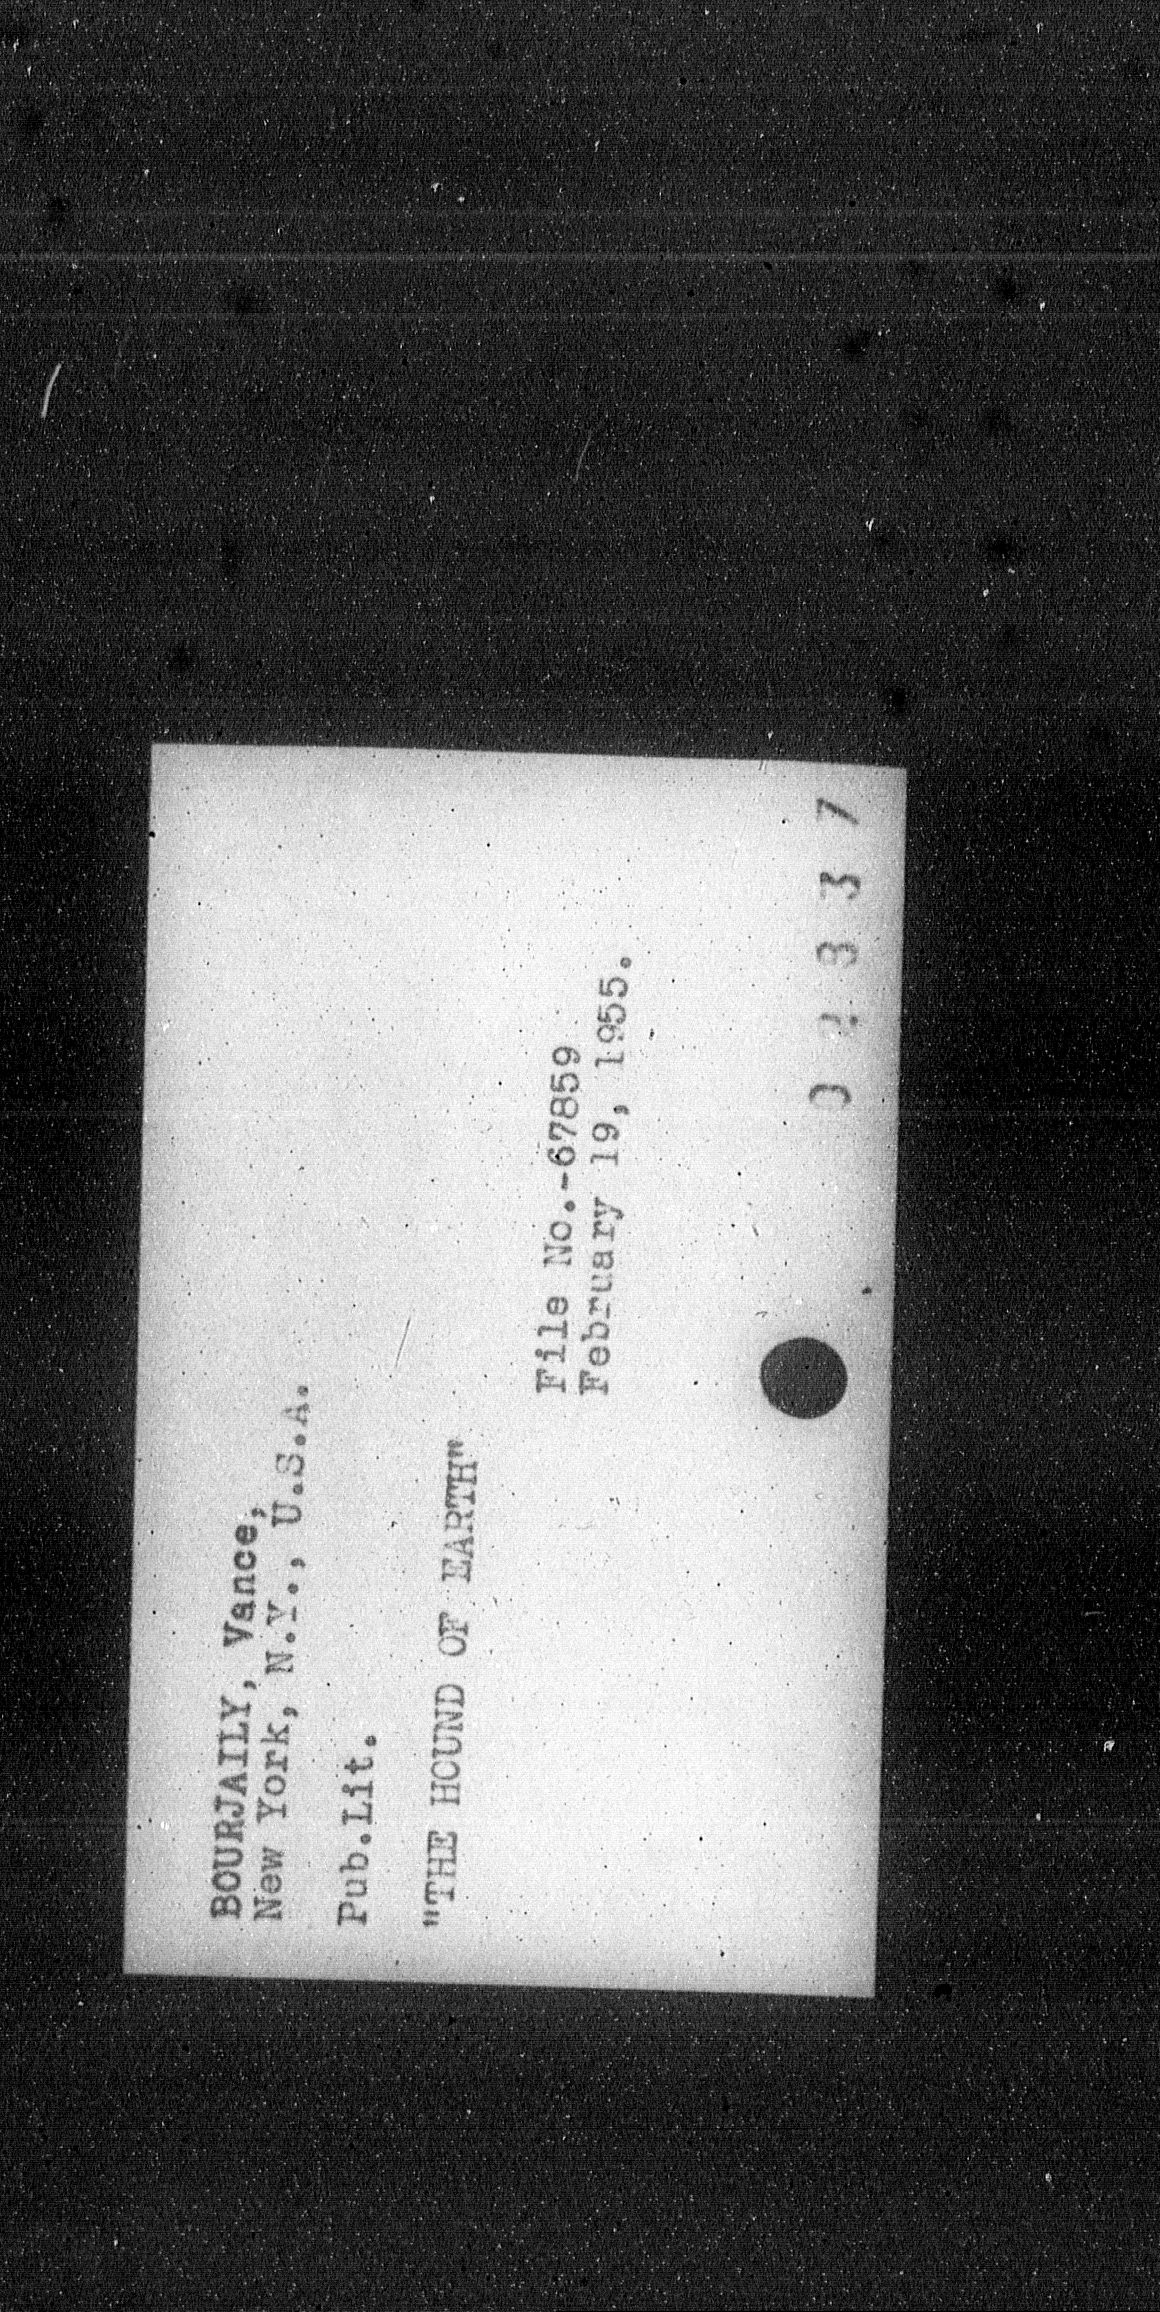 BOURJAILY, Vance,
New York, N.Y., U.S.A.
Pub.Lit.
"THE HOUND OF EARTH"
File No.-67859
February 19, 1955.